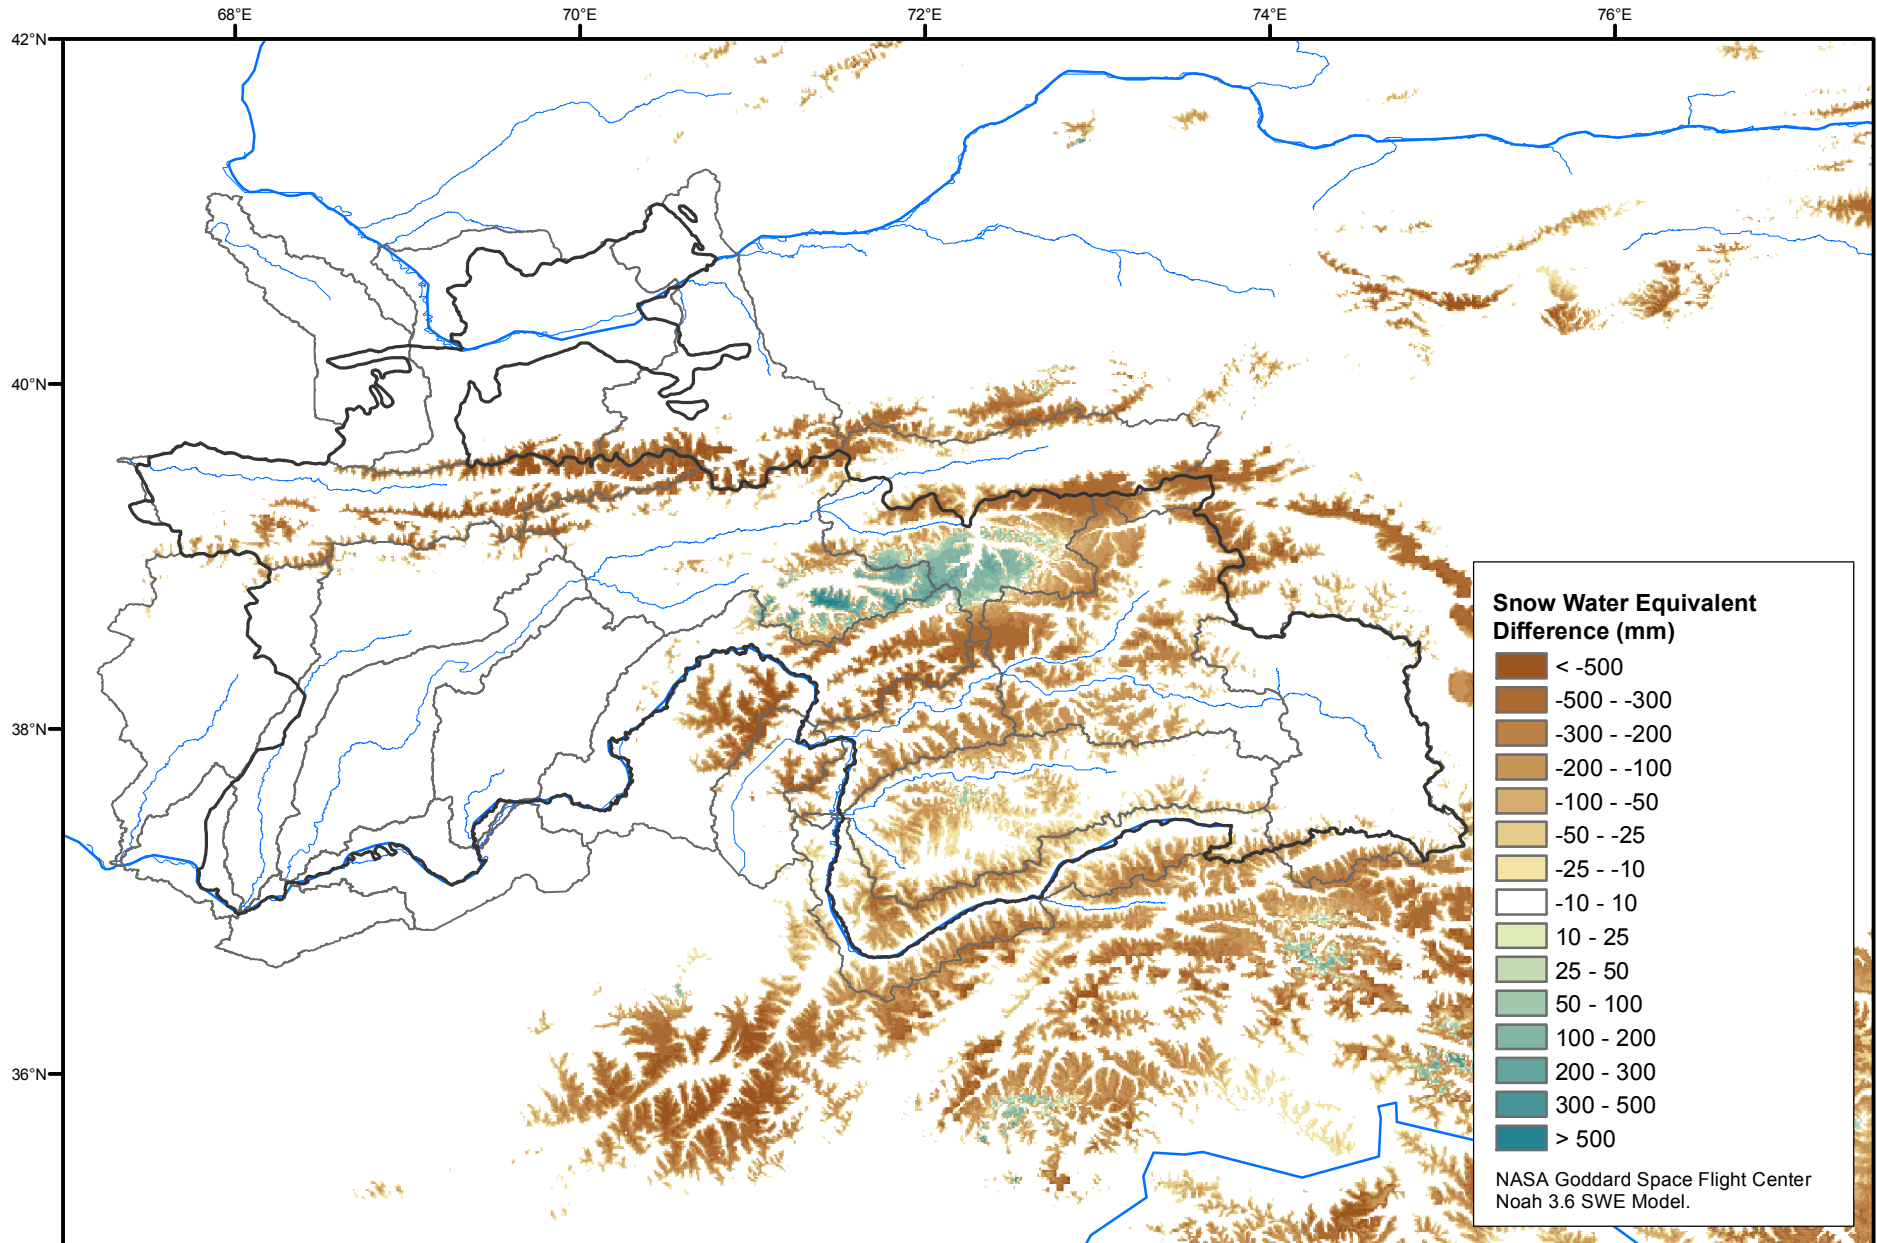 68°E 70°E 72°E 74°E 76°E
42°N
40°N
38°N
36°N
Snow Water Equivalent
Difference (mm)
< -500
-500 - -300
-300 - -200
-200 - -100
-100 - -50
-50 - -25
-25 - -10
-10 - 10
10 - 25
25 - 50
50 - 100
100 - 200
200 - 300
300 - 500
> 500
NASA Goddard Space Flight Center
Noah 3.6 SWE Model.